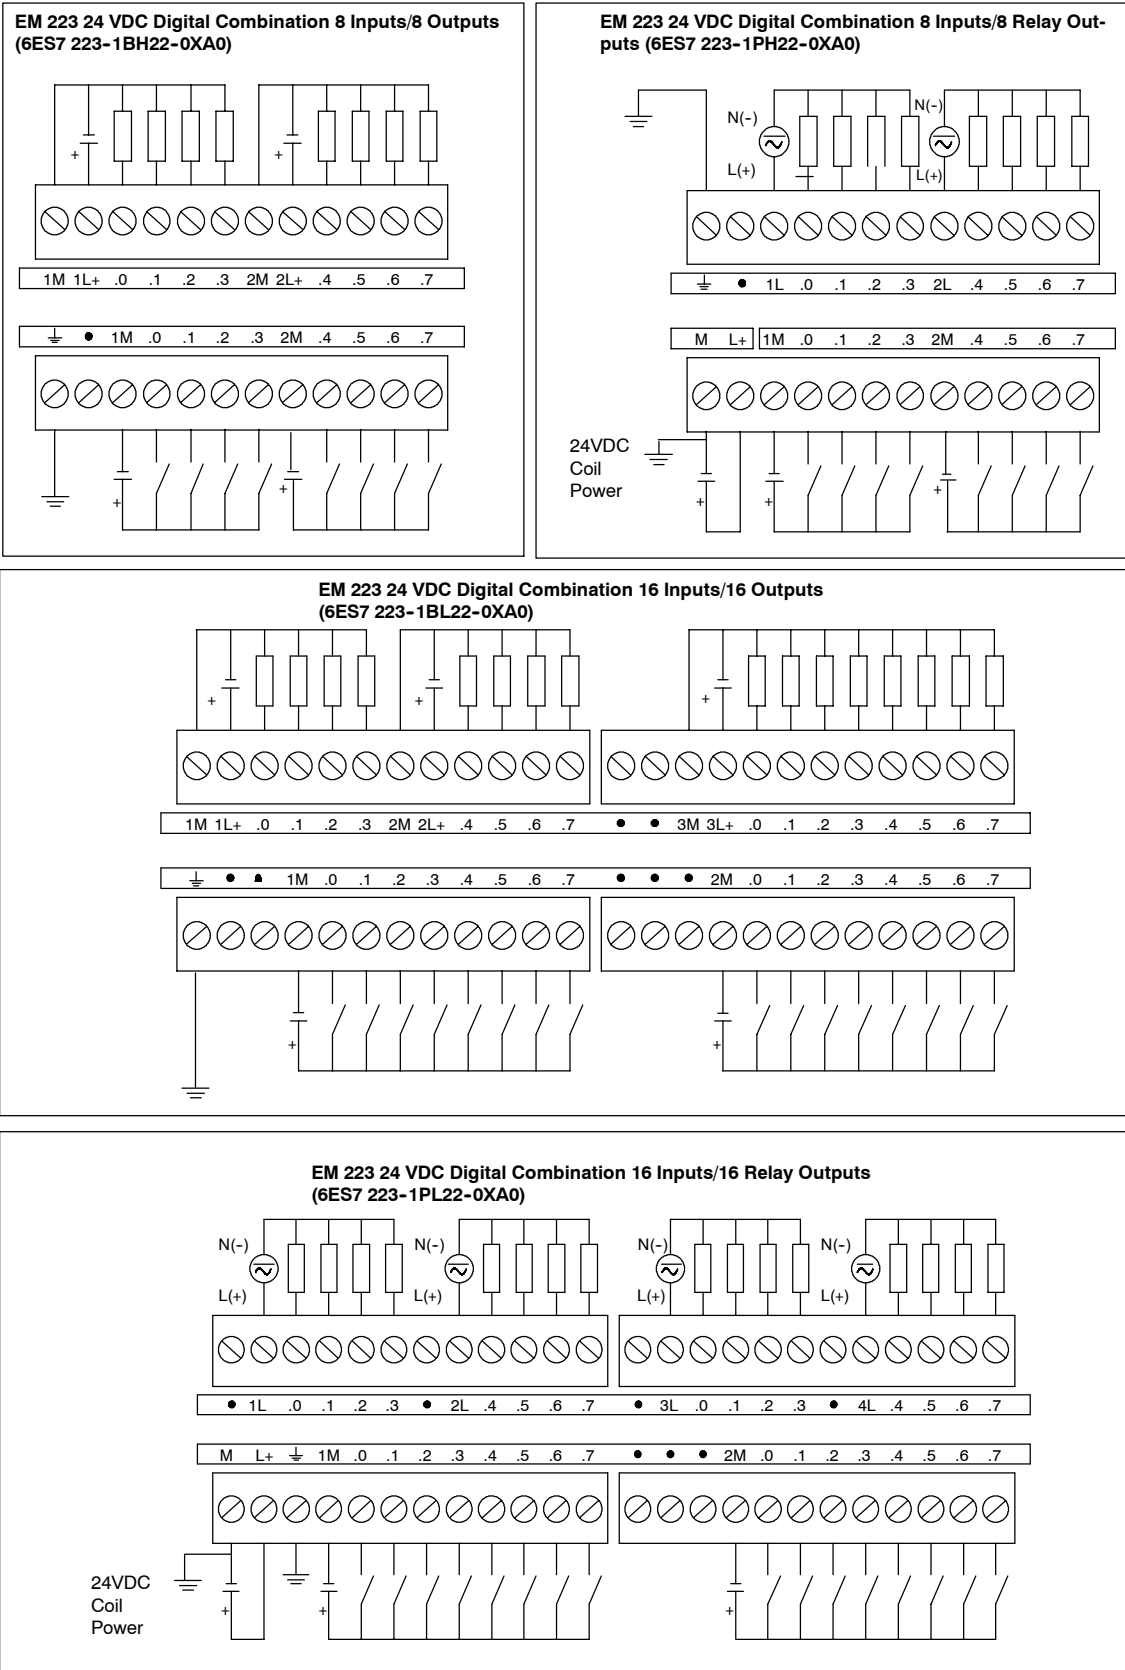 EM 223 24 VDC Digital Combination 8 Inputs/8 Outputs
(6ES7 223-1BH22-0XA0)
+ +
1M 1L+ .0 .1 .2 .3 2M 2L+ .4 .5 .6 .7
● 1M .0 .1 .2 .3 2M .4 .5 .6 .7
+ +
EM 223 24 VDC Digital Combination 8 Inputs/8 Relay Out-
puts (6ES7 223-1PH22-0XA0)
N(-) N(-)
L(+) L(+)
● 1L .0 .1 .2 .3 2L .4 .5 .6 .7
M L+ 1M .0 .1 .2 .3 2M .4 .5 .6 .7
24VDC
Coil
Power
+ + +
EM 223 24 VDC Digital Combination 16 Inputs/16 Outputs
(6ES7 223-1BL22-0XA0)
+ + +
1M 1L+ .0 .1 .2 .3 2M 2L+ .4 .5 .6 .7 ● ● 3M 3L+ .0 .1 .2 .3 .4 .5 .6 .7
● ● 1M .0 .1 .2 .3 .4 .5 .6 .7 ● ● ● 2M .0 .1 .2 .3 .4 .5 .6 .7
+ +
EM 223 24 VDC Digital Combination 16 Inputs/16 Relay Outputs
(6ES7 223-1PL22-0XA0)
N(-) N(-) N(-) N(-)
L(+) L(+) L(+) L(+)
● 1L .0 .1 .2 .3 ● 2L .4 .5 .6 .7 ● 3L .0 .1 .2 .3 ● 4L .4 .5 .6 .7
M L+ 1M .0 .1 .2 .3 .4 .5 .6 .7 ● ● ● 2M .0 .1 .2 .3 .4 .5 .6 .7
24VDC
Coil
Power
+ + +